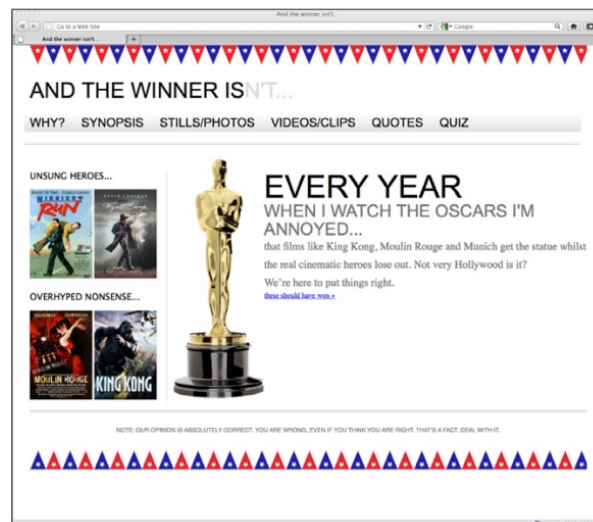 And the winner isn't...
Go to a Web Site
Google
And the winner isn't...
AND THE WINNER ISN'T...
WHY? SYNOPSIS STILLS/PHOTOS VIDEOS/CLIPS QUOTES QUIZ
UNSUNG HEROES...
MIDNIGHT
RUN
OVERHYPED NONSENSE...
MOULIN ROUGE
KING KONG
EVERY YEAR
WHEN I WATCH THE OSCARS I'M
ANNOYED...
that films like King Kong, Moulin Rouge and Munich get the statue whilst
the real cinematic heroes lose out. Not very Hollywood is it?
We're here to put things right.
these should have won »
NOTE: OUR OPINION IS ABSOLUTELY CORRECT. YOU ARE WRONG, EVEN IF YOU THINK YOU ARE RIGHT. THAT'S A FACT. DEAL WITH IT.